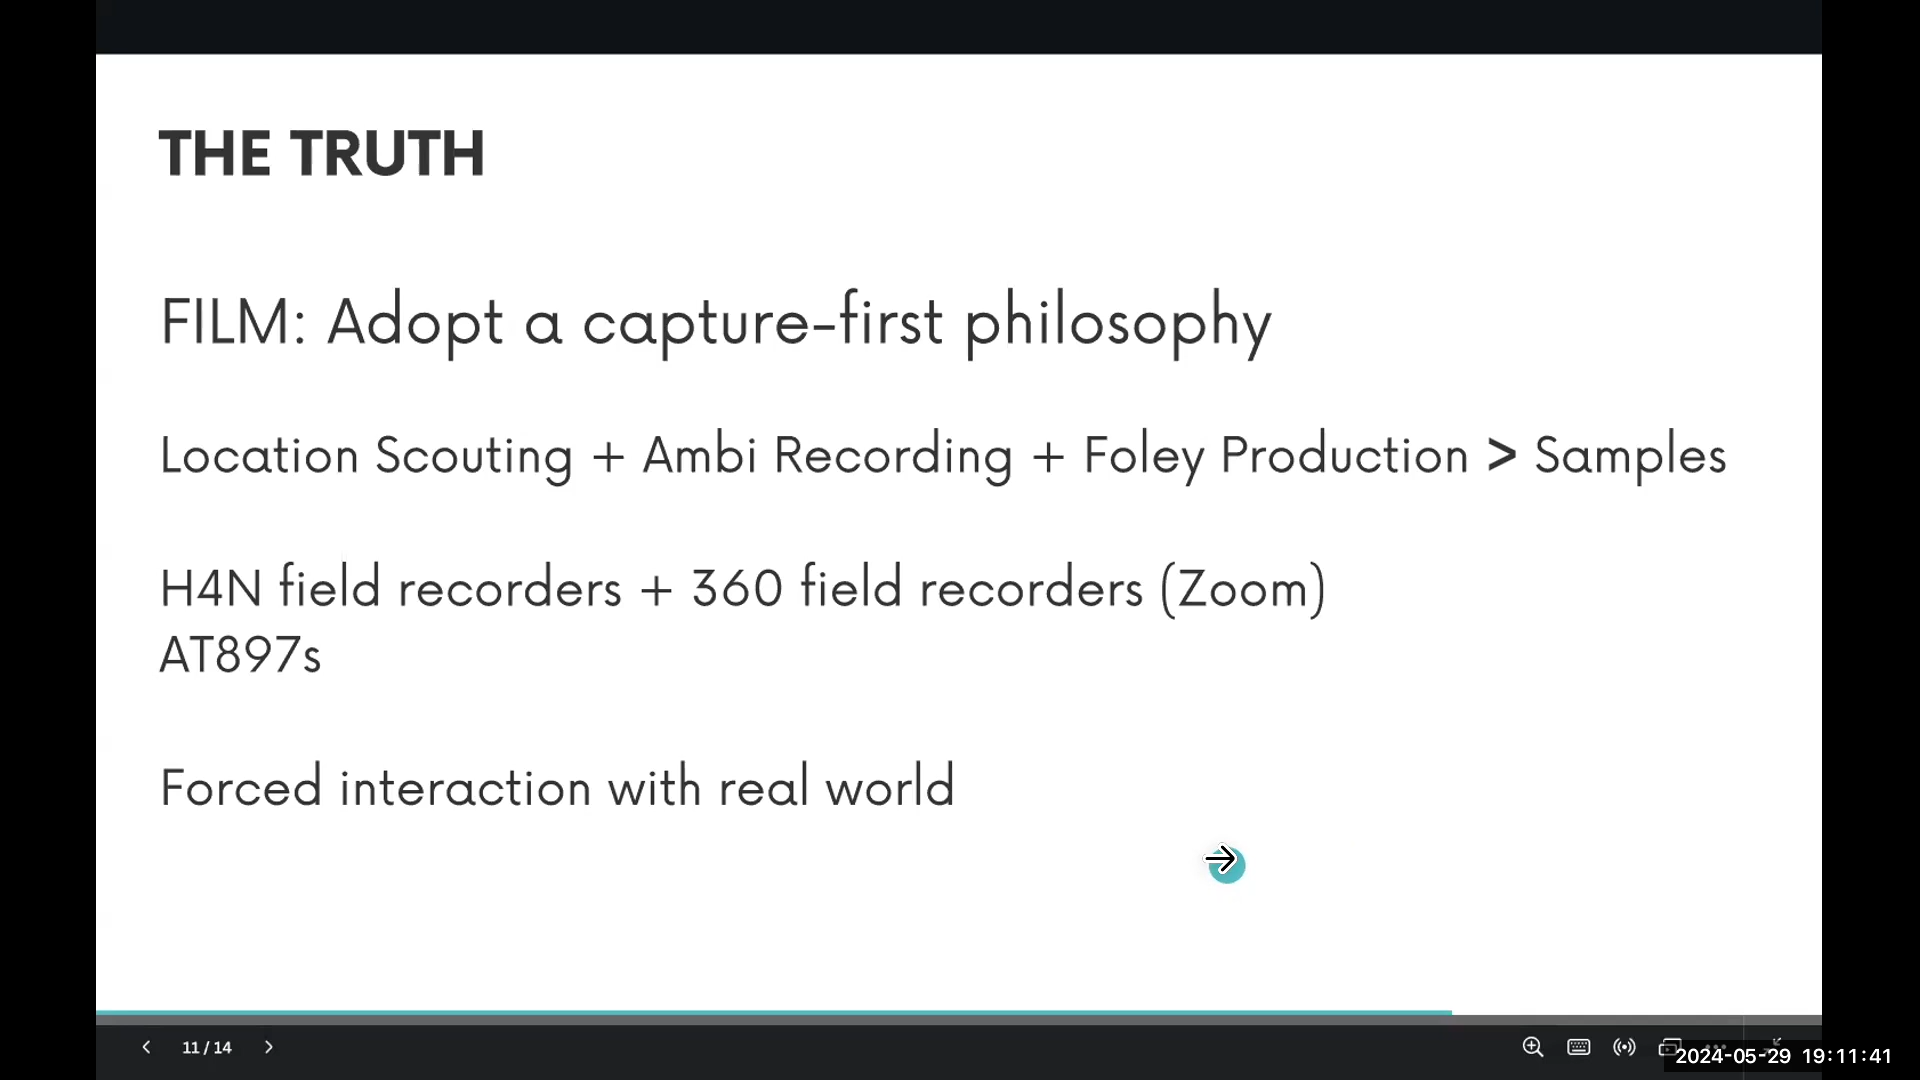 THE TRUTH
FILM: Adopt a capture-first philosophy
Location Scouting + Ambi Recording + Foley Production > Samples
H4N field recorders + 360 field recorders (Zoom)
AT897s
Forced interaction with real world
11 / 14
2024-05-29 19:11:41